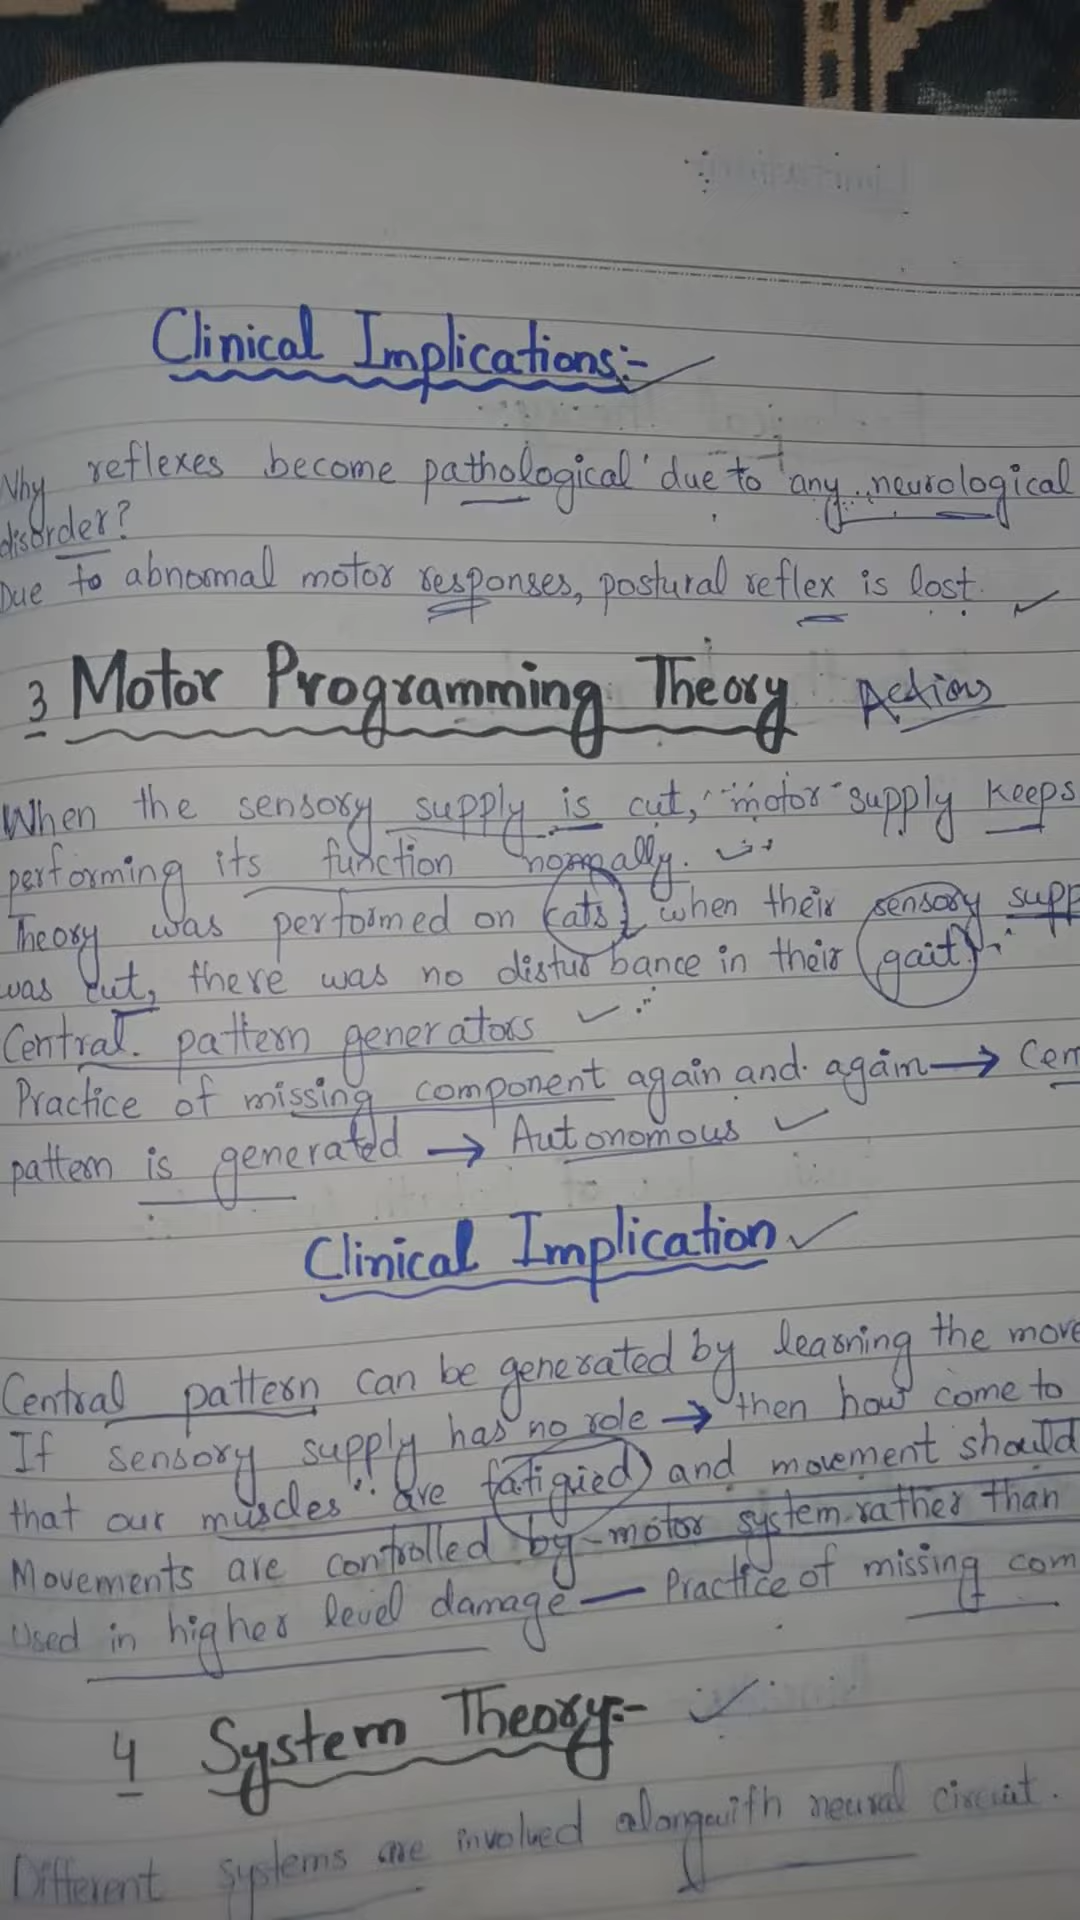 Clinical Implications:-
Why reflexes become pathological due to any neurological
disorder?
Due to abnormal motor responses, postural reflex is lost.
3 Motor Programming Theory Actions
When the sensory supply is cut, motor supply keeps
performing its function normally.
Theory was performed on cats, when their sensory supp
was cut, there was no disturbance in their gait.
Central pattern generators
Practice of missing component again and again → Cen
pattern is generated → Autonomous
Clinical Implication
Central pattern can be generated by learning the move
If sensory supply has no role → then how come to
that our muscles are fatigued and movement should
Movements are controlled by motor system rather than
Used in higher level damage — Practice of missing com
4 System Theory:-
Different systems are involved alongwith neural circuit.